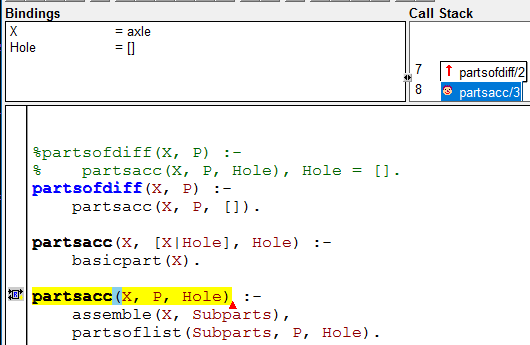 Bindings
X = axle
Hole = []
Call Stack
7 partsofdiff/2
8 partsacc/3
%partsofdiff(X, P) :-
%    partsacc(X, P, Hole), Hole = [].
partsofdiff(X, P) :-
    partsacc(X, P, []).
partsacc(X, [X|Hole], Hole) :-
    basicpart(X).
partsacc(X, P, Hole) :-
    assemble(X, Subparts),
    partsoflist(Subparts, P, Hole).